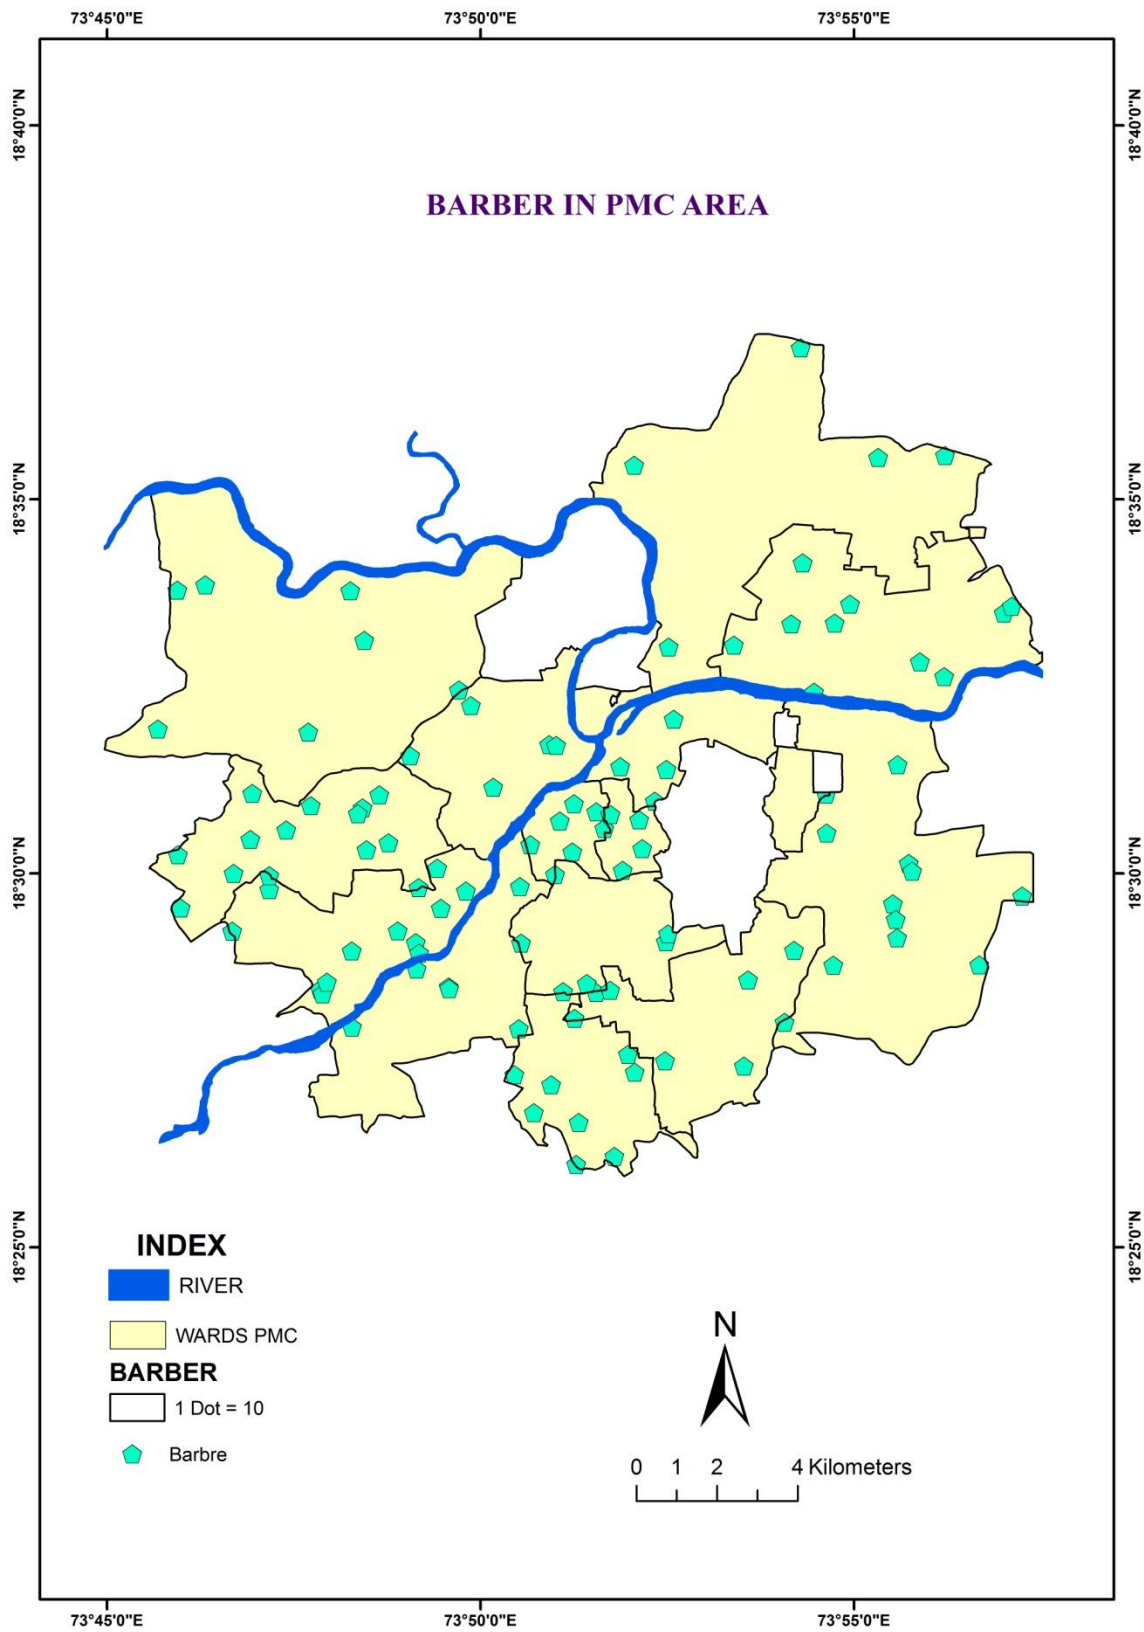 73°45'0"E 73°50'0"E 73°55'0"E
18°40'0"N 18°40'0"N
BARBER IN PMC AREA
18°35'0"N 18°35'0"N
18°30'0"N 18°30'0"N
18°25'0"N 18°25'0"N
INDEX
RIVER
WARDS PMC
BARBER
1 Dot = 10
Barbre
N
0 1 2 4 Kilometers
73°45'0"E 73°50'0"E 73°55'0"E